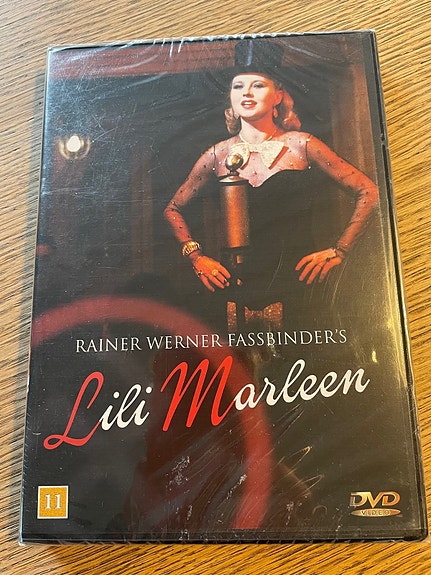 RAINER WERNER FASSBINDER'S
Lili Marleen
11
DVD
VIDEO